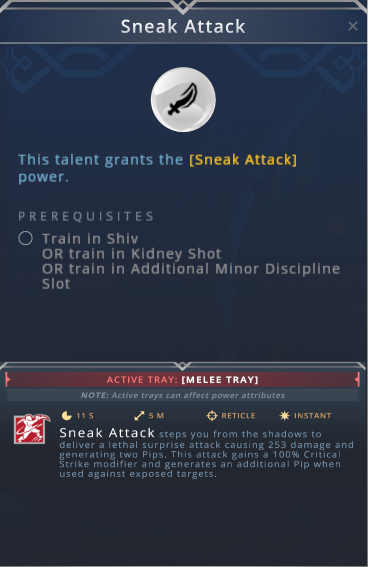 Sneak Attack
This talent grants the [Sneak Attack]
power.
PREREQUISITES
Train in Shiv
OR train in Kidney Shot
OR train in Additional Minor Discipline
Slot
ACTIVE TRAY: [MELEE TRAY]
NOTE: Active trays can affect power attributes
11 S 5 M RETICLE INSTANT
Sneak Attack steps you from the shadows to
deliver a lethal surprise attack causing 253 damage and
generating two Pips. This attack gains a 100% Critical
Strike modifier and generates an additional Pip when
used against exposed targets.